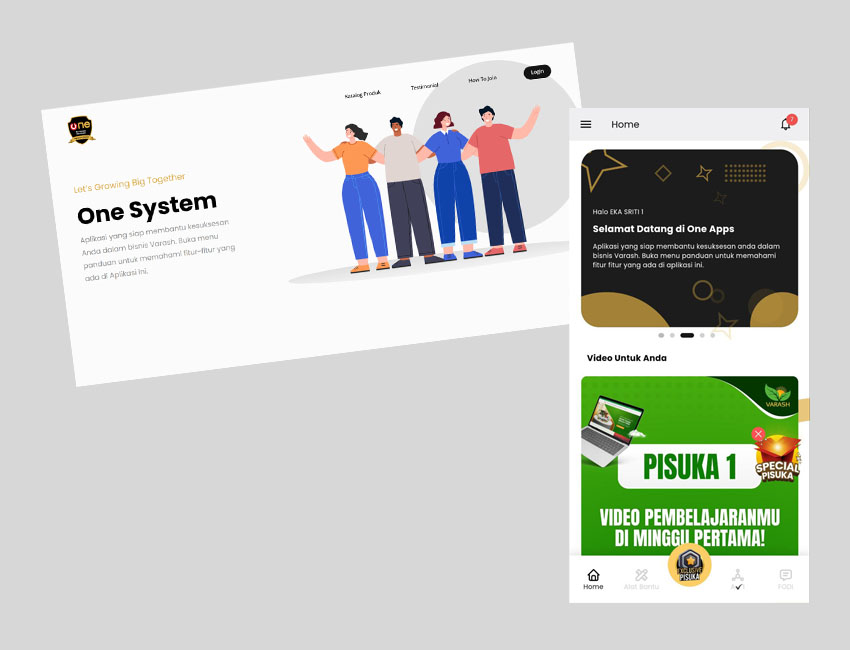 one
Katalog Produk
Testimonial
How To Join
Login
Let's Growing Big Together
One System
Aplikasi yang siap membantu kesuksesan
Anda dalam bisnis Varash. Buka menu
panduan untuk memahami fitur-fitur yang
ada di Aplikasi ini.
Home
7
Halo EKA SRITI 1
Selamat Datang di One Apps
Aplikasi yang siap membantu kesuksesan anda dalam
bisnis Varash. Buka menu panduan untuk memahami
fitur fitur yang ada di aplikasi ini.
Video Untuk Anda
VARASH
PISUKA 1
SPECIAL
PISUKA
VIDEO PEMBELAJARANMU
DI MINGGU PERTAMA!
EXCLUSIVE
PISUKA
Home
Alat Bantu